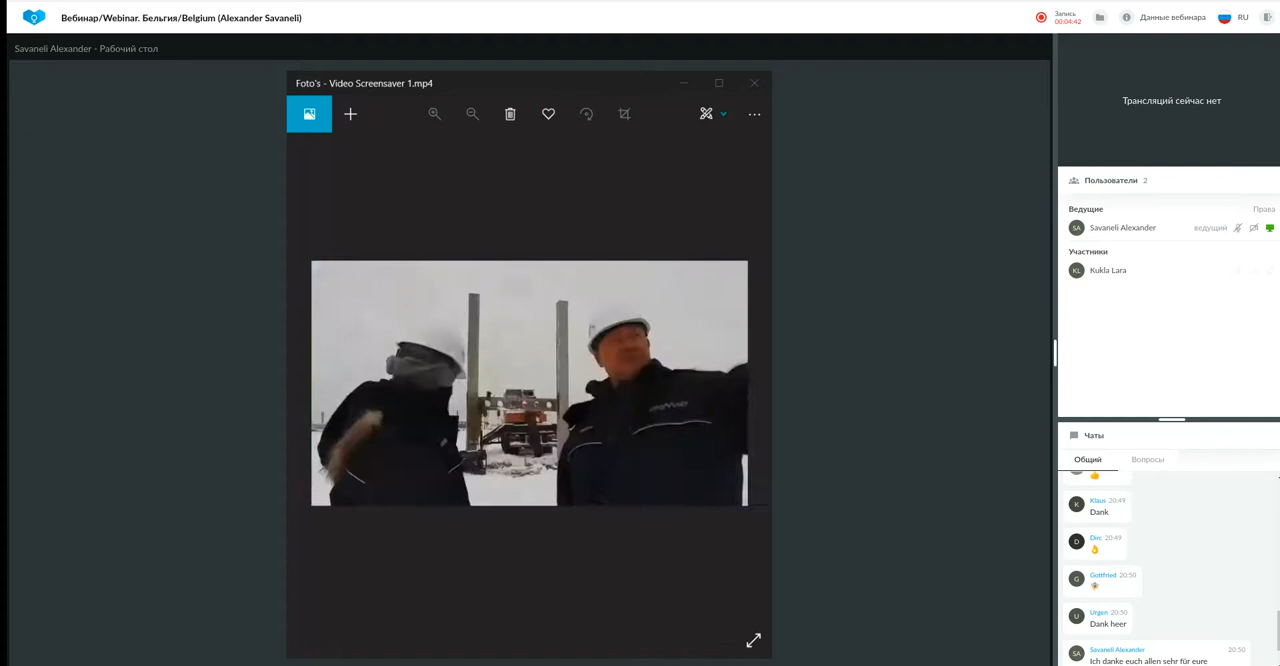 Вебинар/Webinar. Бельгия/Belgium (Alexander Savaneli)
Запись
00:04:42
Данные вебинара
RU
Savaneli Alexander - Рабочий стол
Foto's - Video Screensaver 1.mp4
Трансляций сейчас нет
Пользователи 2
Ведущие Права
SA Savaneli Alexander ведущий
Участники
KL Kukla Lara
Чаты
Общий Вопросы
K Klaus 20:49
Dank
D Dirc 20:49
G Gottfried 20:50
U Urgen 20:50
Dank heer
SA Savaneli Alexander 20:50
Ich danke euch allen sehr für eure